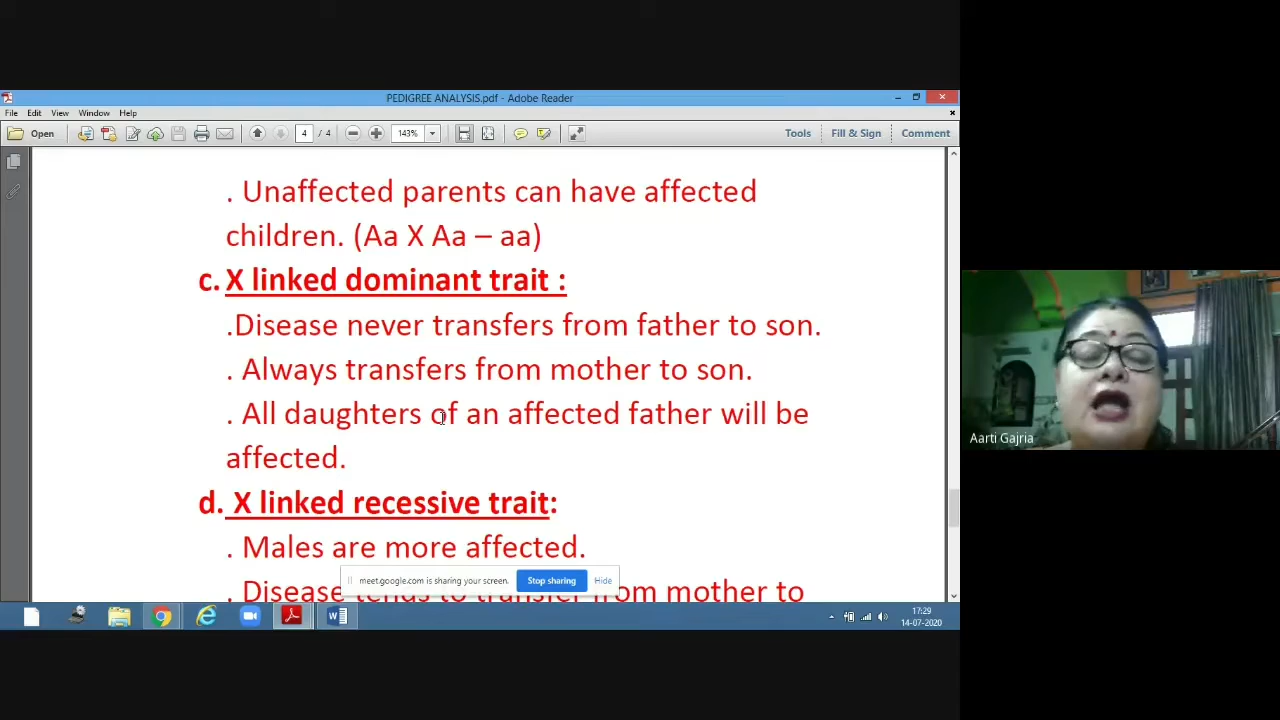 PEDIGREE ANALYSIS.pdf - Adobe Reader
File Edit View Window Help
Open 4 / 4 143% Tools Fill & Sign Comment
. Unaffected parents can have affected
children. (Aa X Aa – aa)
c. X linked dominant trait :
.Disease never transfers from father to son.
. Always transfers from mother to son.
. All daughters of an affected father will be
affected.
d. X linked recessive trait:
. Males are more affected.
. Disease tends to transfer from mother to
meet.google.com is sharing your screen. Stop sharing Hide
Aarti Gajria
17:29
14-07-2020